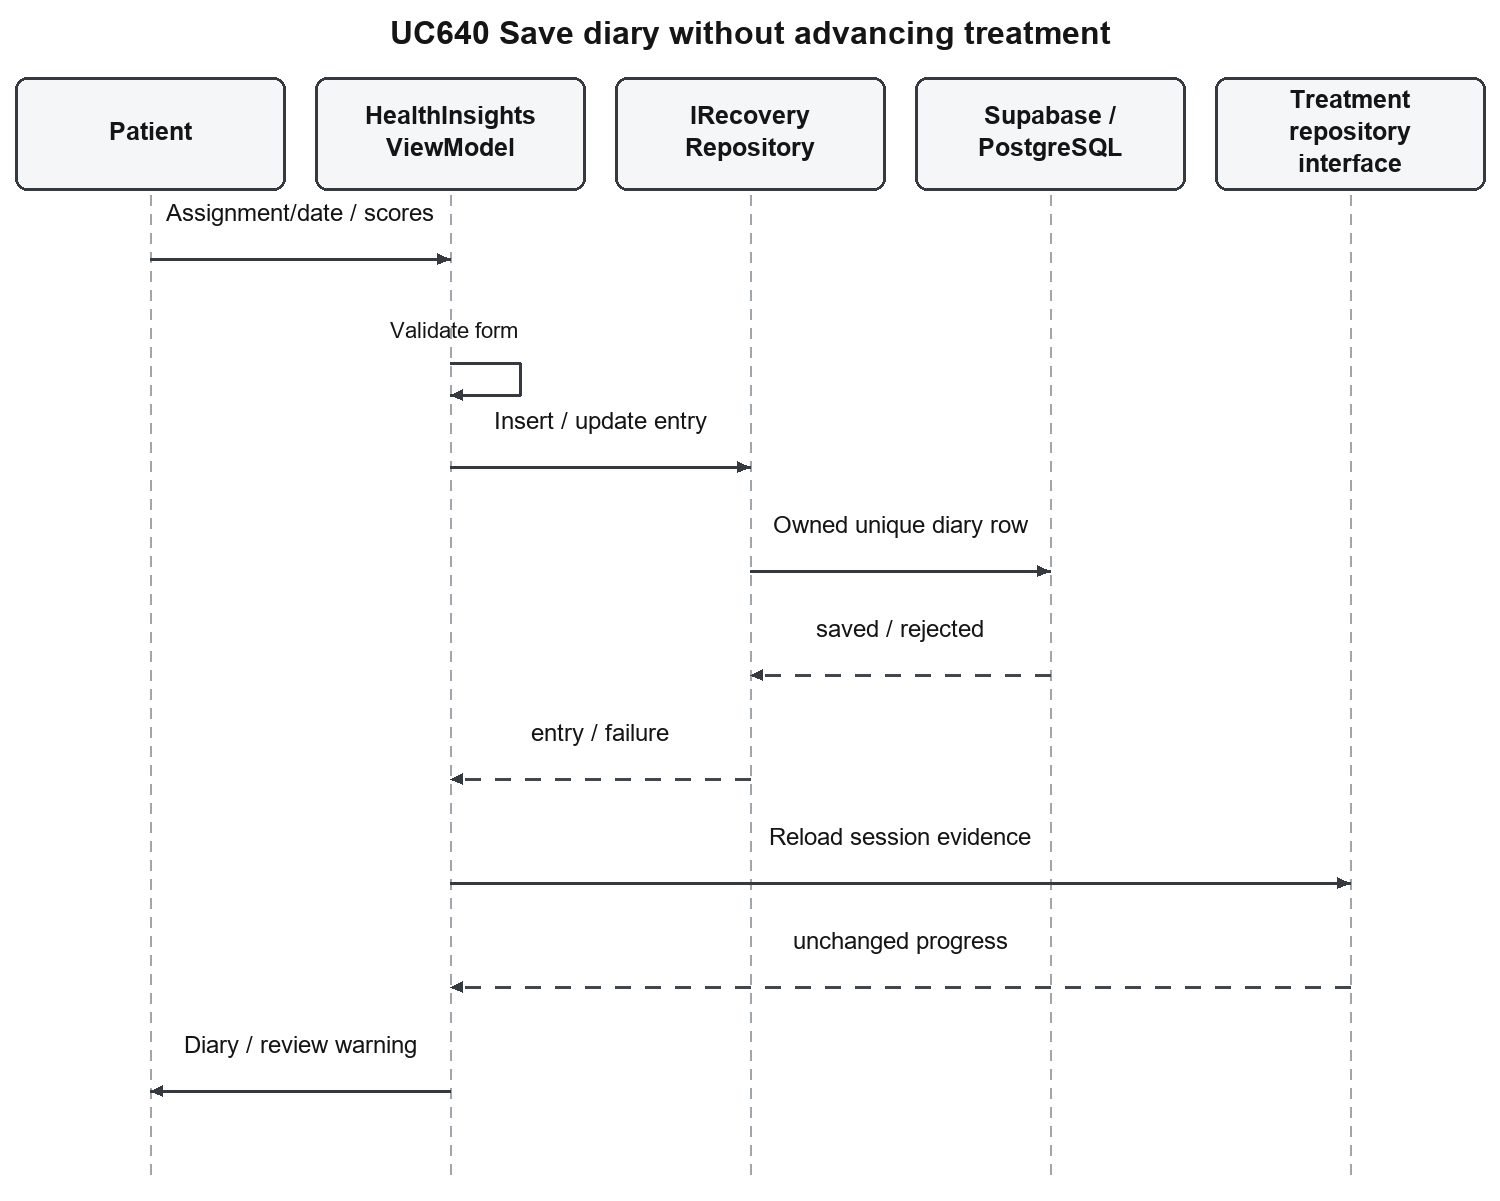 UC640 Save diary without advancing treatment
Patient
HealthInsights
ViewModel
IRecovery
Repository
Supabase /
PostgreSQL
Treatment
repository
interface
Assignment/date / scores
Validate form
Insert / update entry
Owned unique diary row
saved / rejected
entry / failure
Reload session evidence
unchanged progress
Diary / review warning